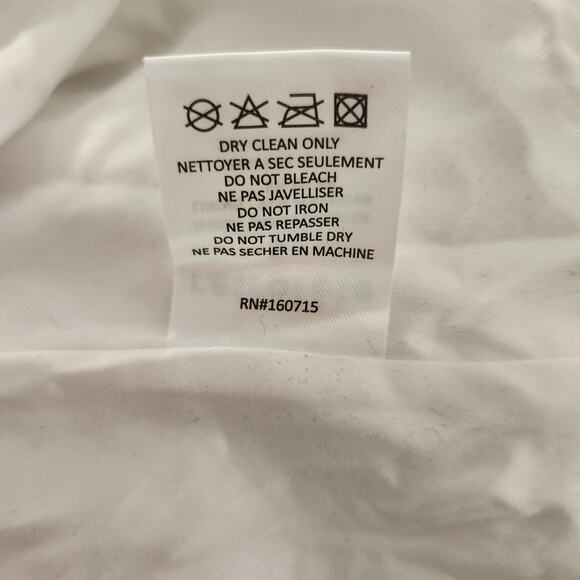 DRY CLEAN ONLY
NETTOYER A SEC SEULEMENT
DO NOT BLEACH
NE PAS JAVELLISER
DO NOT IRON
NE PAS REPASSER
DO NOT TUMBLE DRY
NE PAS SECHER EN MACHINE
RN#160715